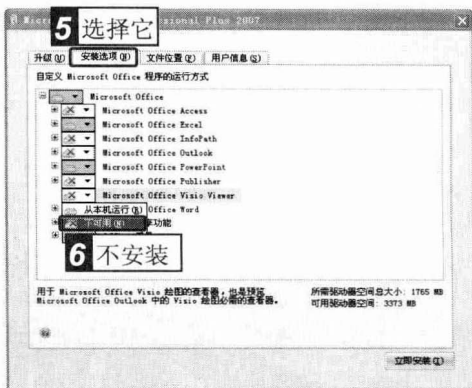 5 选择它
Plus 2007
升级(U) 安装选项(N) 文件位置(F) 用户信息(S)
自定义 Microsoft Office 程序的运行方式
Microsoft Office
Microsoft Office Access
Microsoft Office Excel
Microsoft Office InfoPath
Microsoft Office Outlook
Microsoft Office PowerPoint
Microsoft Office Publisher
Microsoft Office Visio Viewer
从本机运行(R) Office Word
不可用(N) 享功能
6 不安装
用于 Microsoft Office Visio 绘图的查看器，也是预览
Microsoft Office Outlook 中的 Visio 绘图必需的查看器。
所需驱动器空间总大小: 1765 MB
可用驱动器空间: 3373 MB
立即安装(I)